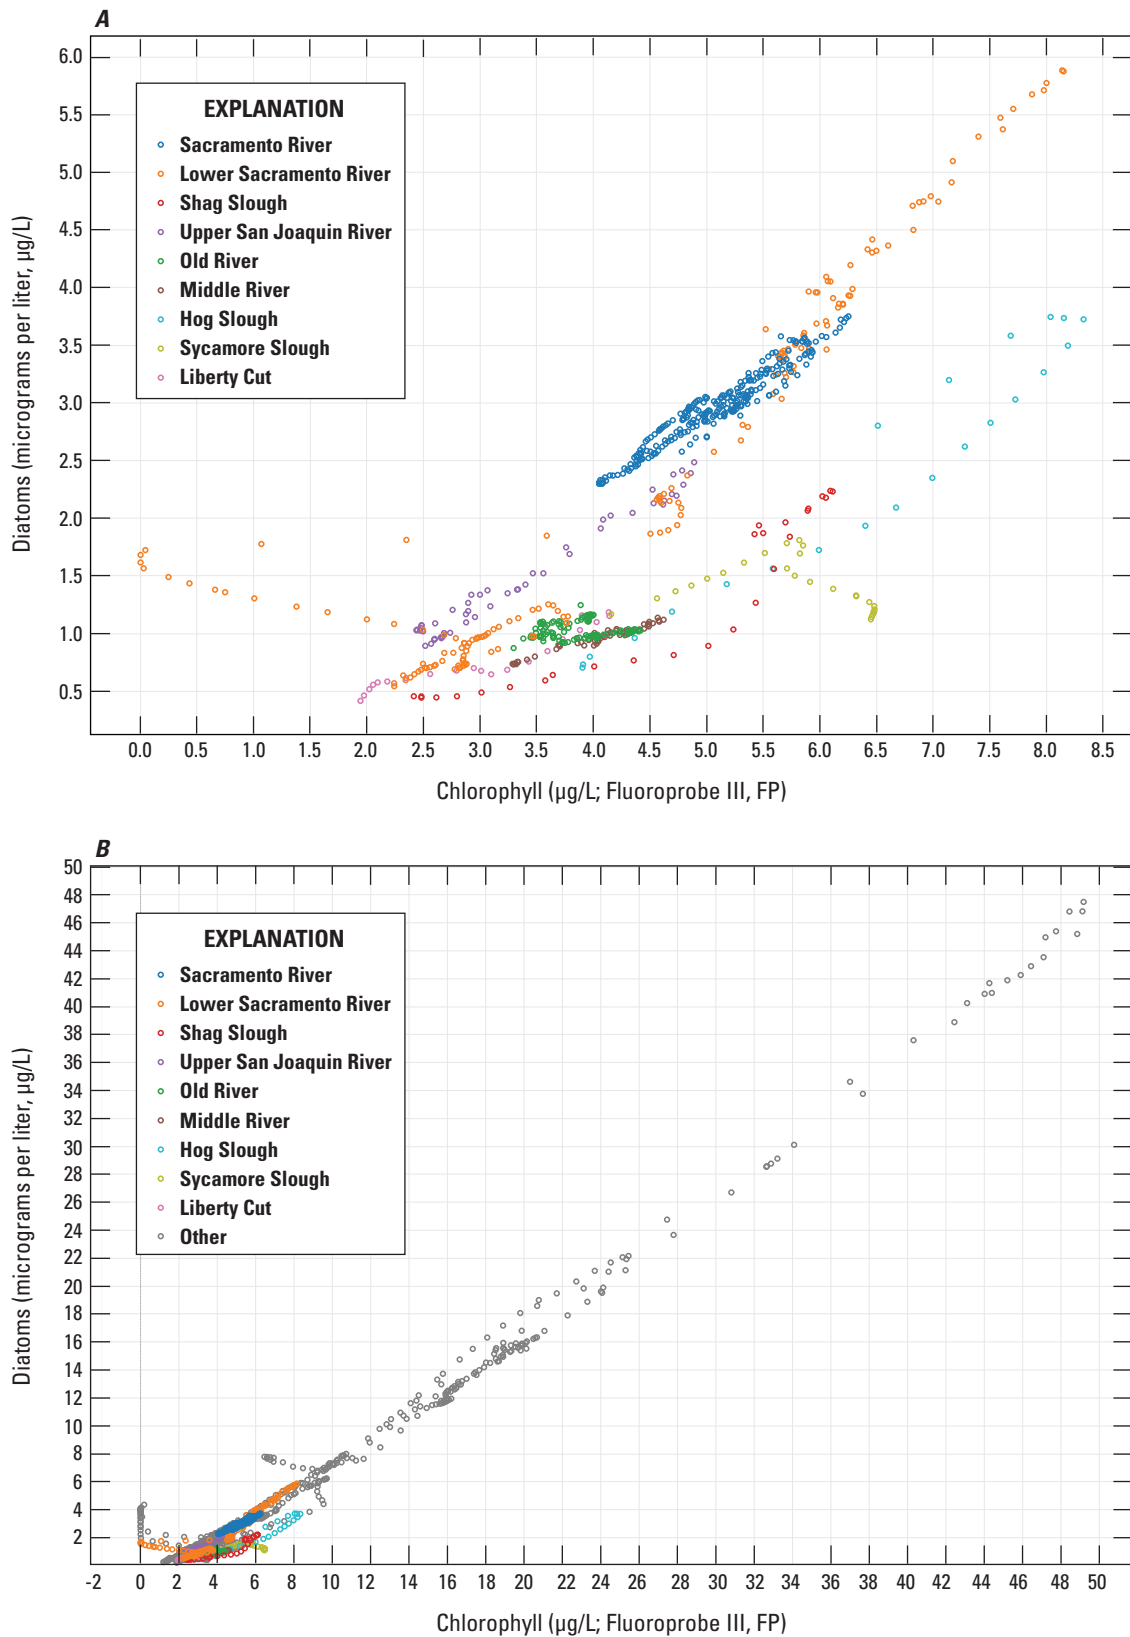 A
Diatoms (micrograms per liter, µg/L)
6.0
5.5
5.0
4.5
4.0
3.5
3.0
2.5
2.0
1.5
1.0
0.5
EXPLANATION
Sacramento River
Lower Sacramento River
Shag Slough
Upper San Joaquin River
Old River
Middle River
Hog Slough
Sycamore Slough
Liberty Cut
0.0 0.5 1.0 1.5 2.0 2.5 3.0 3.5 4.0 4.5 5.0 5.5 6.0 6.5 7.0 7.5 8.0 8.5
Chlorophyll (µg/L; Fluoroprobe III, FP)
B
Diatoms (micrograms per liter, µg/L)
50
48
46
44
42
40
38
36
34
32
30
28
26
24
22
20
18
16
14
12
10
8
6
4
2
EXPLANATION
Sacramento River
Lower Sacramento River
Shag Slough
Upper San Joaquin River
Old River
Middle River
Hog Slough
Sycamore Slough
Liberty Cut
Other
-2 0 2 4 6 8 10 12 14 16 18 20 22 24 26 28 30 32 34 36 38 40 42 44 46 48 50
Chlorophyll (µg/L; Fluoroprobe III, FP)